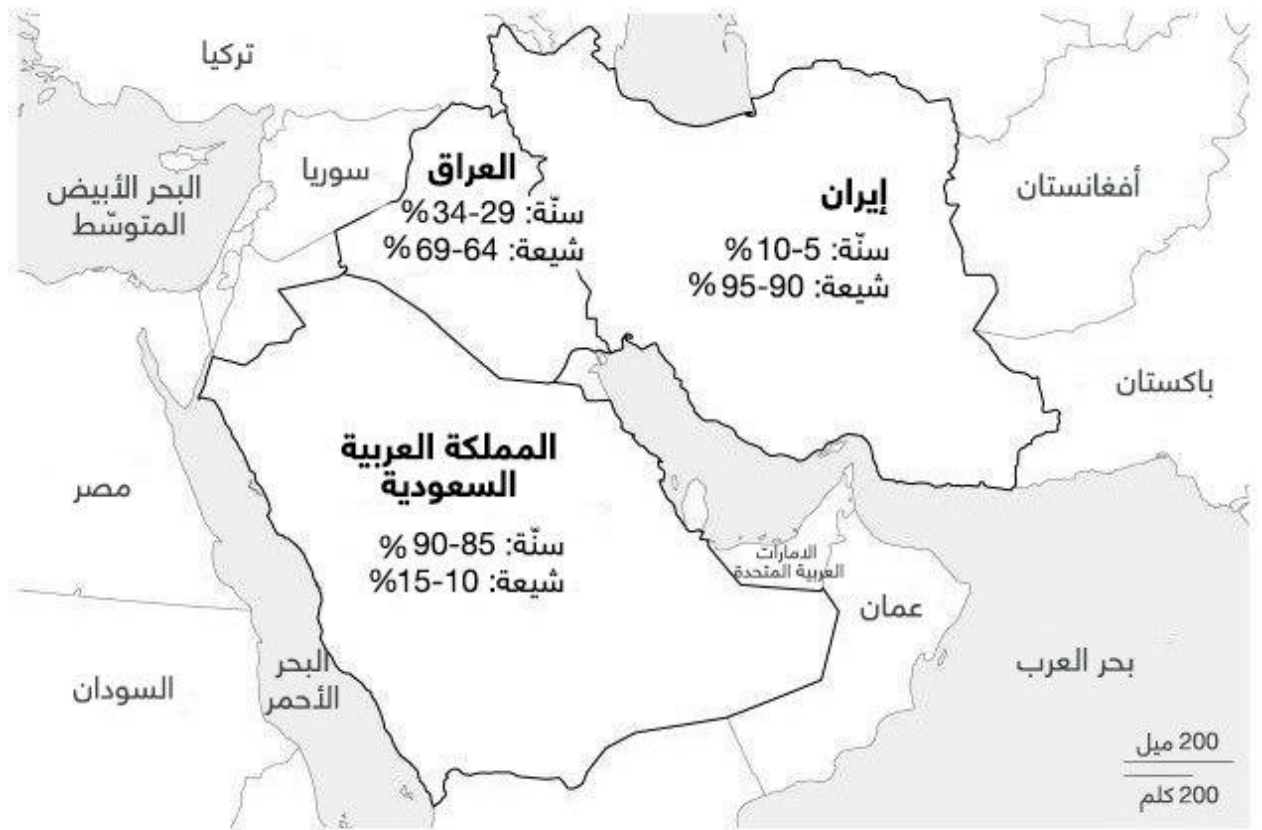 تركيا
العراق
سنّة: 29-34%
شيعة: 64-69%
سوريا
البحر الأبيض
المتوسّط
إيران
سنّة: 5-10%
شيعة: 90-95%
أفغانستان
باكستان
المملكة العربية
السعودية
سنّة: 85-90%
شيعة: 10-15%
مصر
الامارات
العربية المتحدة
عمان
البحر
الأحمر
السودان
بحر العرب
200 ميل
200 كلم